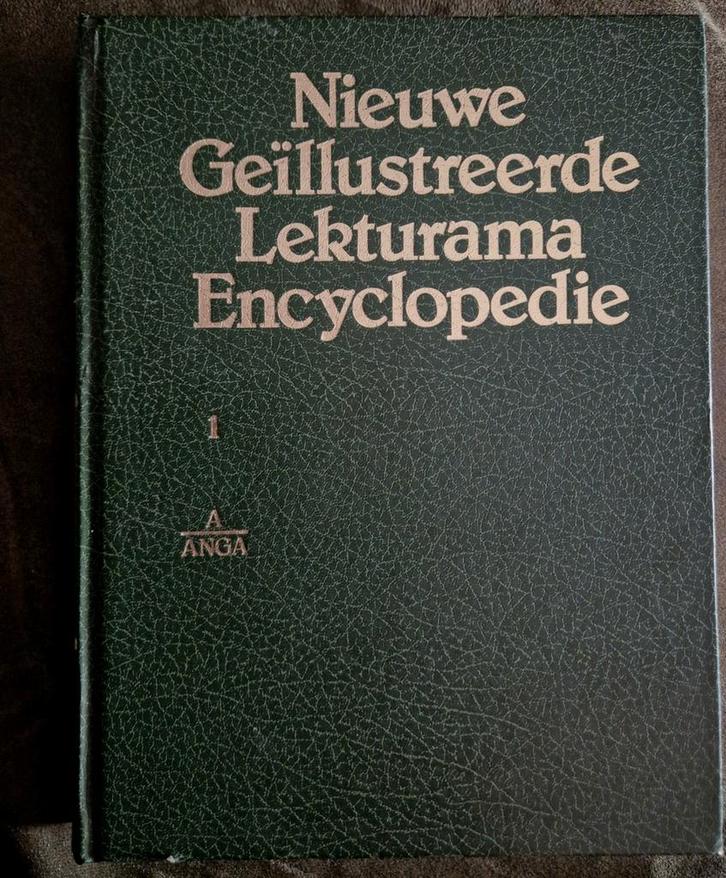 Nieuwe
Geïllustreerde
Lekturama
Encyclopedie
1
A
ANGA